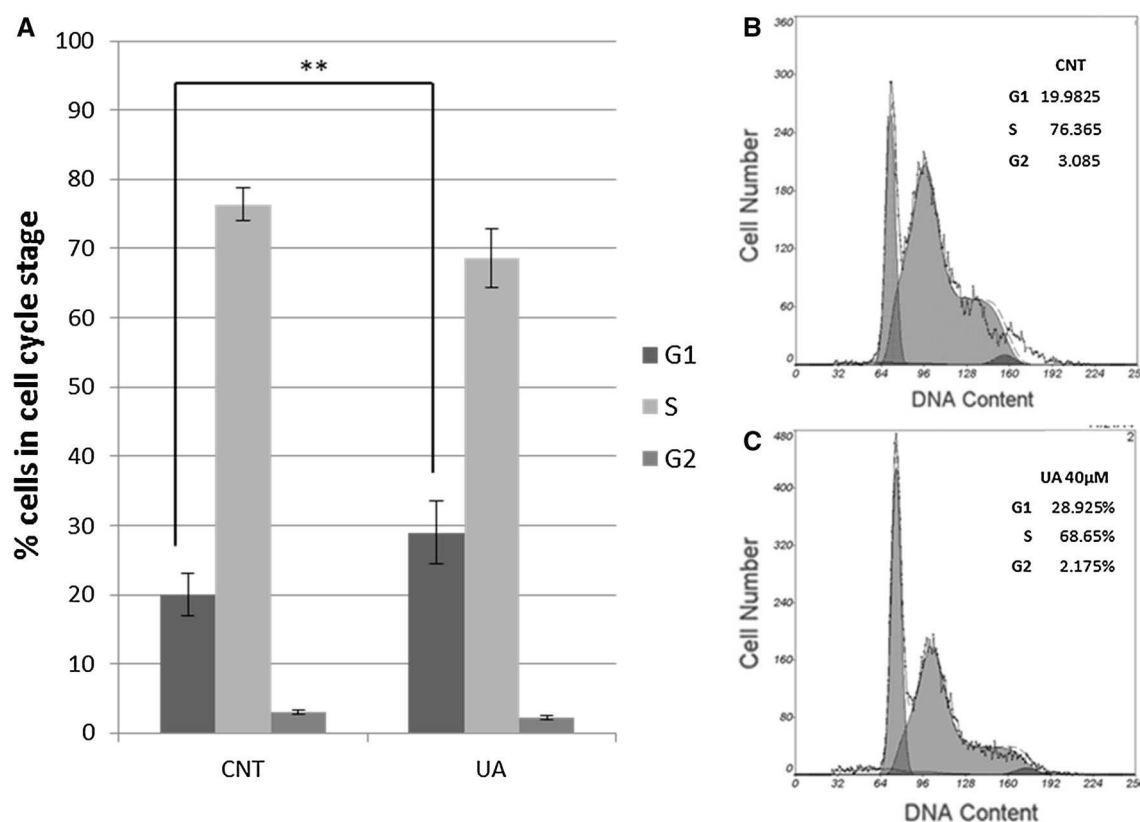 A
100
90
80
70
60
50
40
30
20
10
0
% cells in cell cycle stage
**
CNT
UA
G1
S
G2
B
360
300
240
180
120
60
0
Cell Number
CNT
G1 19.9825
S 76.365
G2 3.085
0 32 64 96 128 160 192 224
DNA Content
C
480
400
320
240
160
80
0
Cell Number
2
UA 40µM
G1 28.925%
S 68.65%
G2 2.175%
0 32 64 96 128 160 192 224
DNA Content